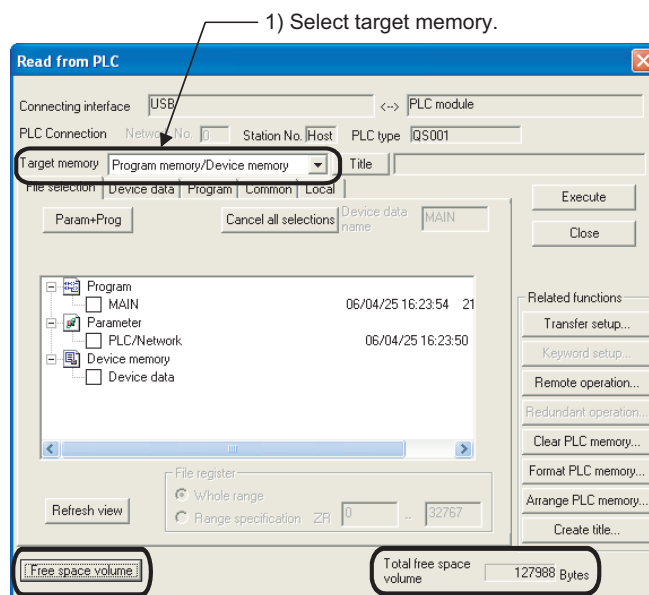 1) Select target memory.
Read from PLC
Connecting interface USB <--> PLC module
PLC Connection Network No. 0 Station No. Host PLC type QS001
Target memory Program memory/Device memory Title
File selection Device data Program Common Local
Execute
Param+Prog Cancel all selections Device data name MAIN
Close
Program
MAIN 06/04/25 16:23:54 21
Parameter
PLC/Network 06/04/25 16:23:50
Device memory
Device data
Related functions
Transfer setup...
Keyword setup...
Remote operation...
Redundant operation...
Clear PLC memory...
Format PLC memory...
Arrange PLC memory...
Create title...
File register
Whole range
Refresh view
Range specification ZR 0 .. 32767
Free space volume
Total free space volume 127988 Bytes